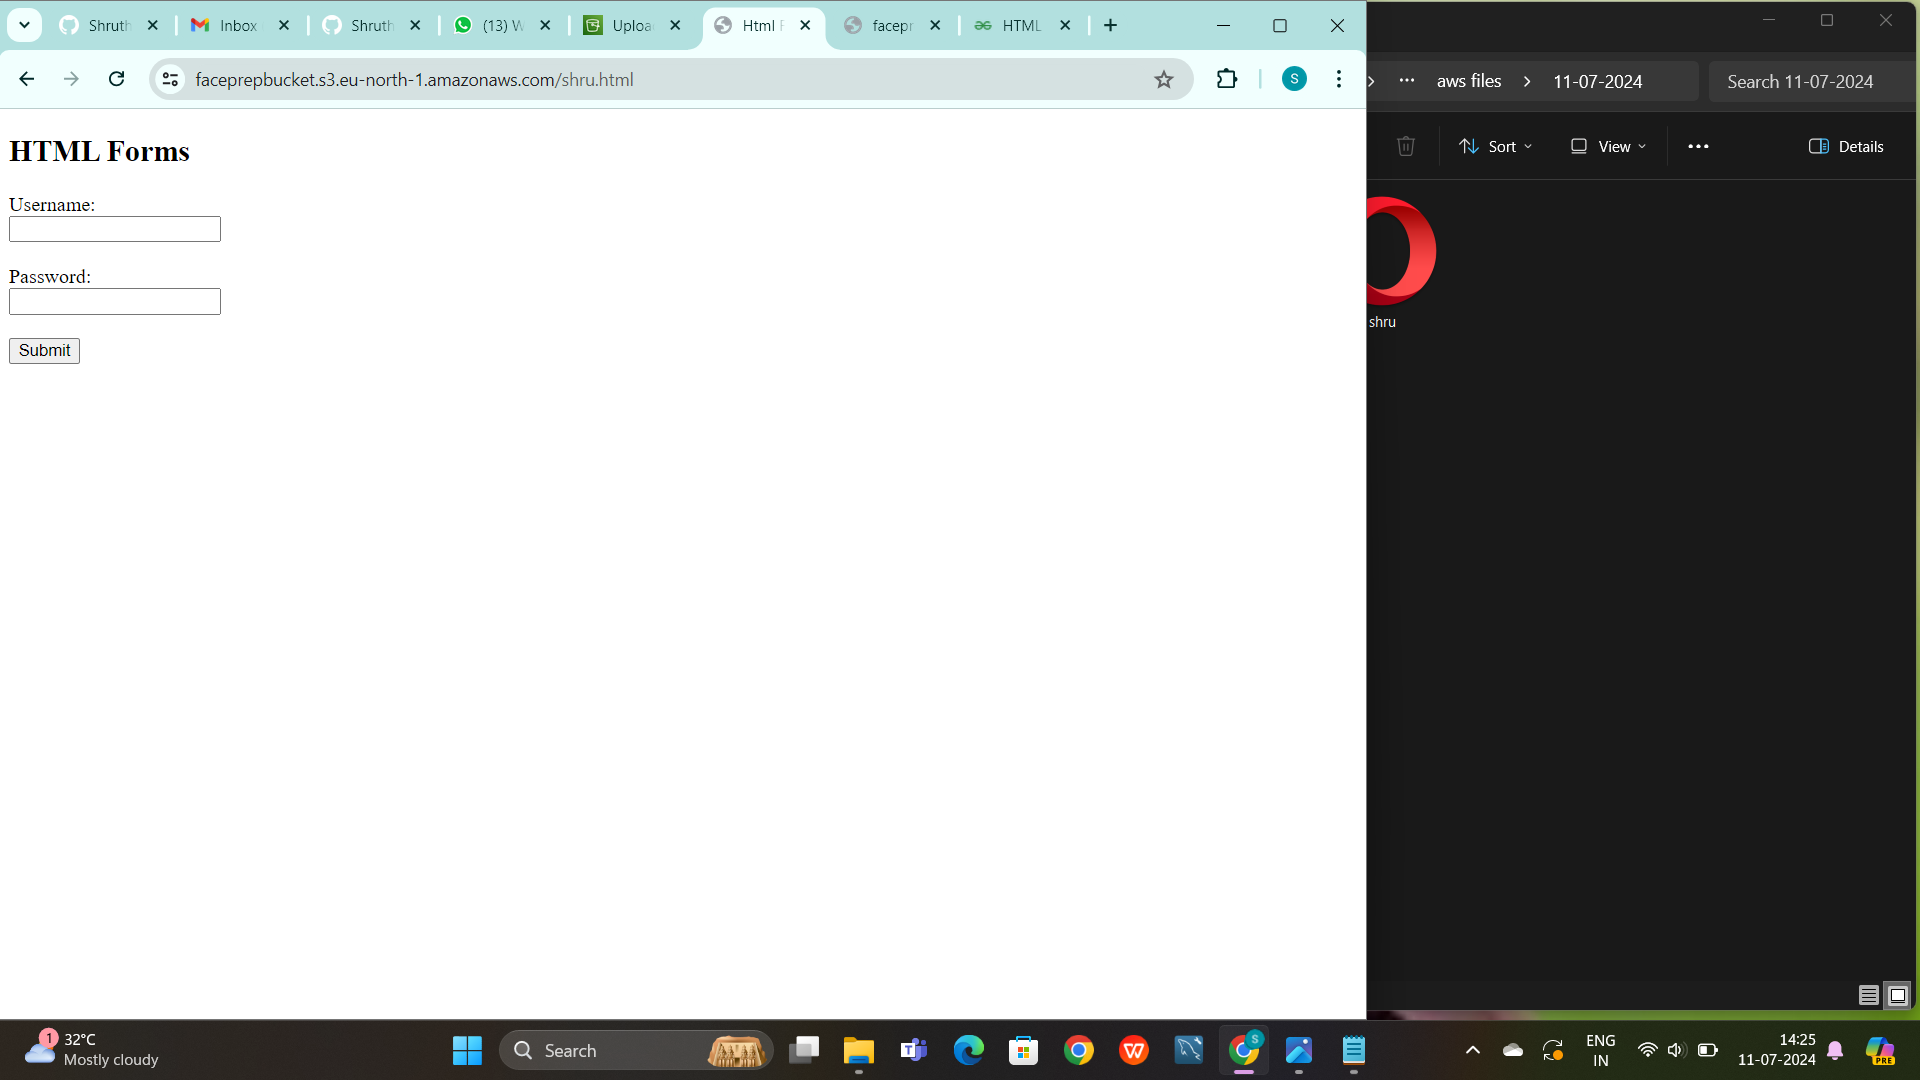 Shruth
Inbox
Shruth
(13) W
Uploa
Html F
facepr
HTML
faceprepbucket.s3.eu-north-1.amazonaws.com/shru.html
S
aws files
11-07-2024
Search 11-07-2024
Sort
View
Details
HTML Forms
Username:
Password:
Submit
shru
1
32°C
Mostly cloudy
Search
S
ENG
IN
14:25
11-07-2024
PRE